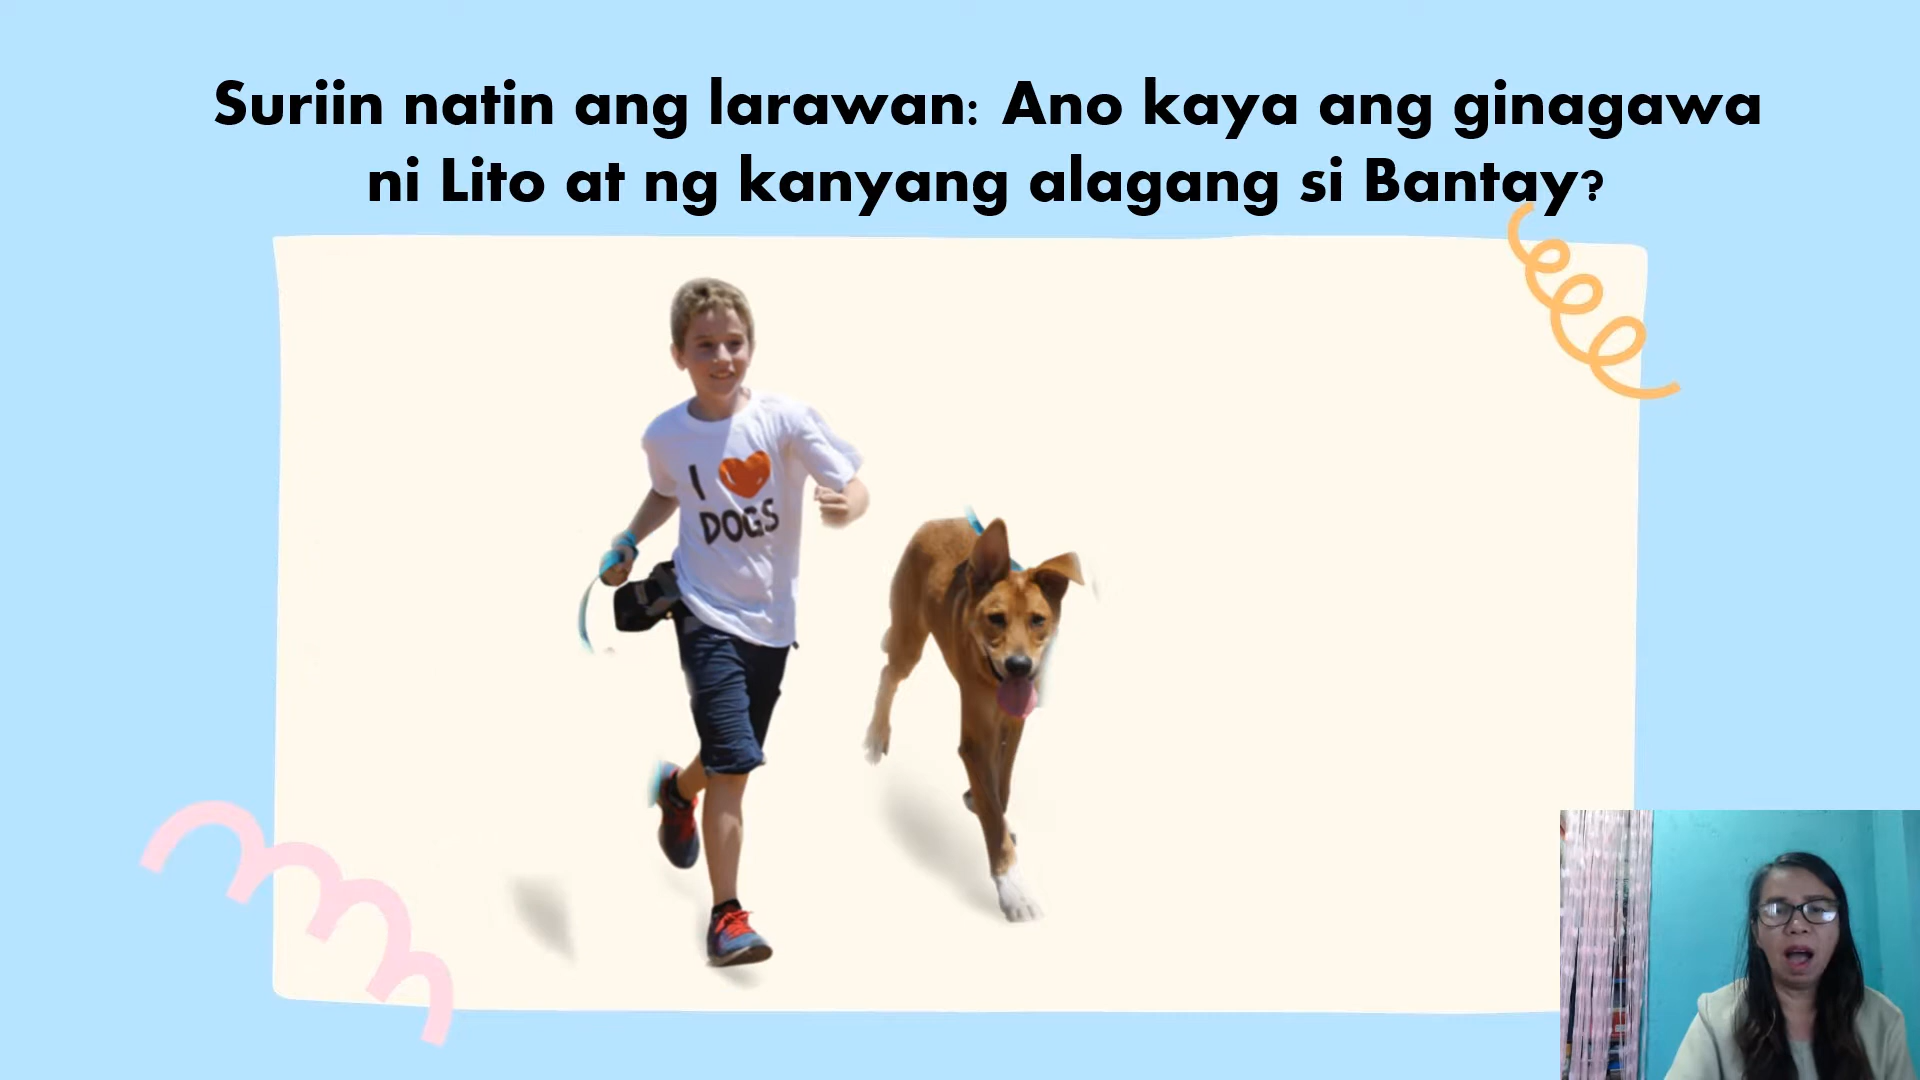 Suriin natin ang larawan: Ano kaya ang ginagawa
ni Lito at ng kanyang alagang si Bantay?
I
DOGS